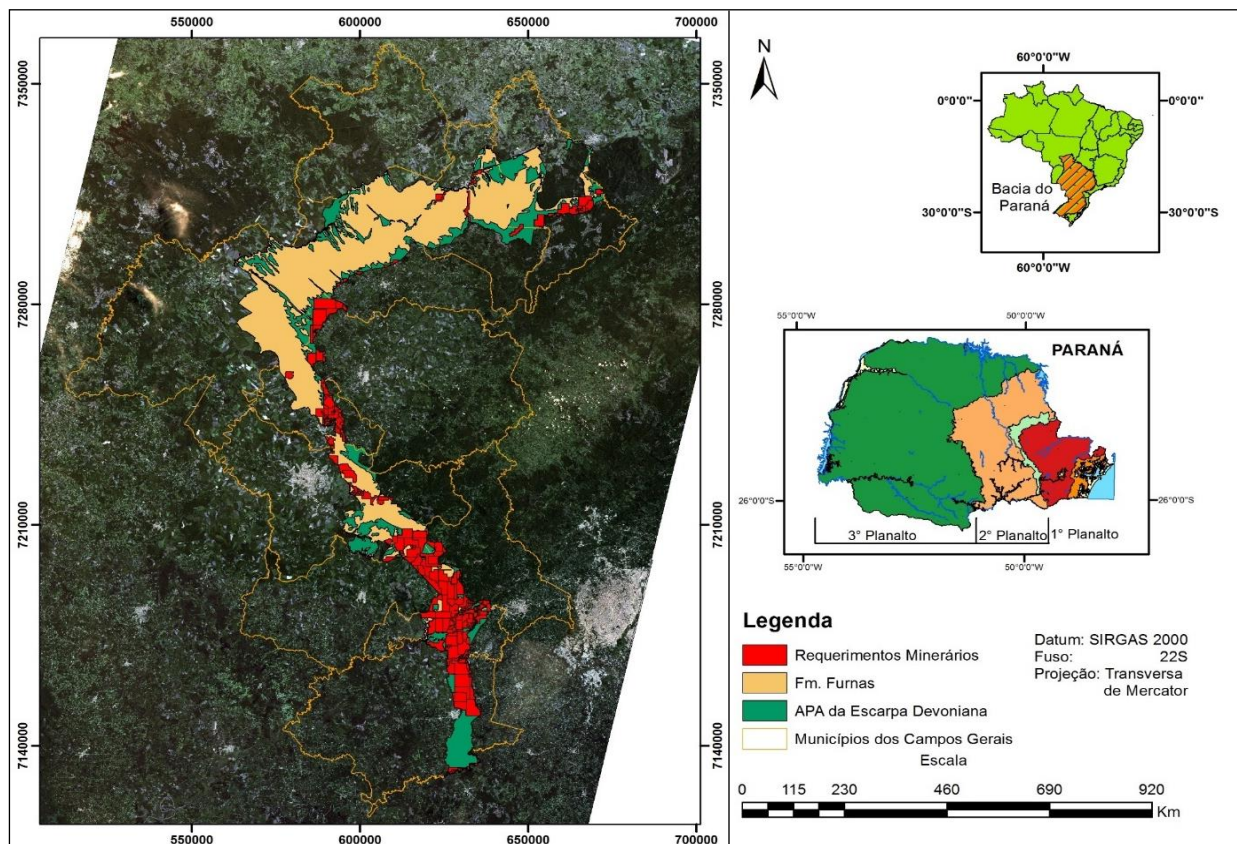 550000
600000
650000
700000
7350000
7350000
7280000
7280000
7210000
7210000
7140000
7140000
550000
600000
650000
700000
N
60°0'0"W
0°0'0"
0°0'0"
Bacia do
Paraná
30°0'0"S
30°0'0"S
60°0'0"W
55°0'0"W
50°0'0"W
PARANÁ
26°0'0"S
26°0'0"S
3° Planalto
2° Planalto
1° Planalto
55°0'0"W
50°0'0"W
Legenda
Requerimentos Minerários
Fm. Furnas
APA da Escarpa Devoniana
Municípios dos Campos Gerais
Datum: SIRGAS 2000
Fuso: 22S
Projeção: Transversa
de Mercator
Escala
0 115 230 460 690 920
Km